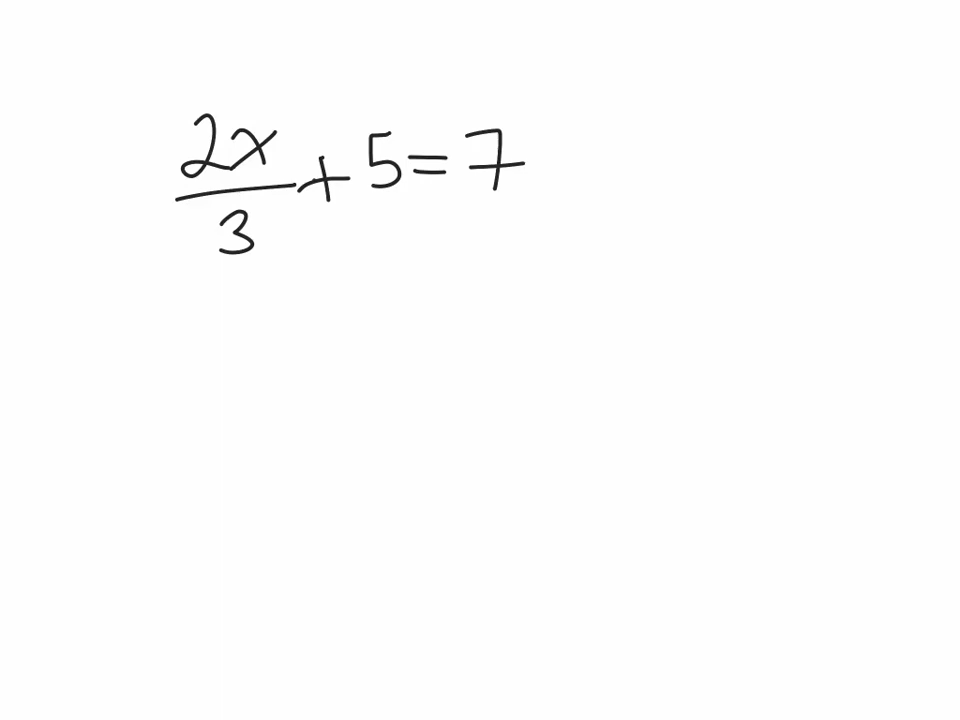 2x/3 + 5 = 7